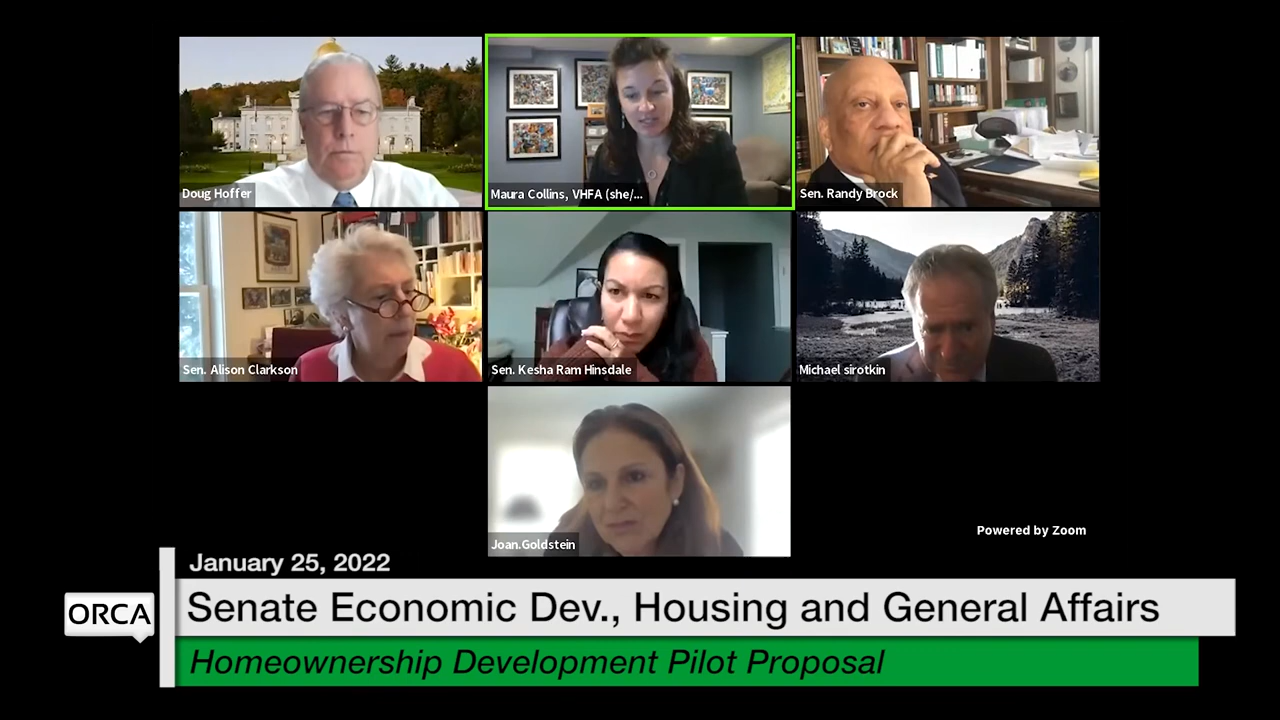 Doug Hoffer
Maura Collins, VHFA (she/...
Sen. Randy Brock
Sen. Alison Clarkson
Sen. Kesha Ram Hinsdale
Michael sirotkin
Joan.Goldstein
Powered by Zoom
January 25, 2022
ORCA
Senate Economic Dev., Housing and General Affairs
Homeownership Development Pilot Proposal